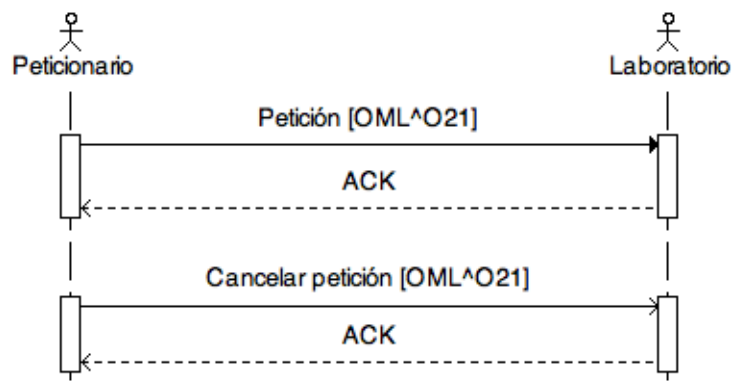 Peticionario
Laboratorio
Petición [OML^O21]
ACK
Cancelar petición [OML^O21]
ACK